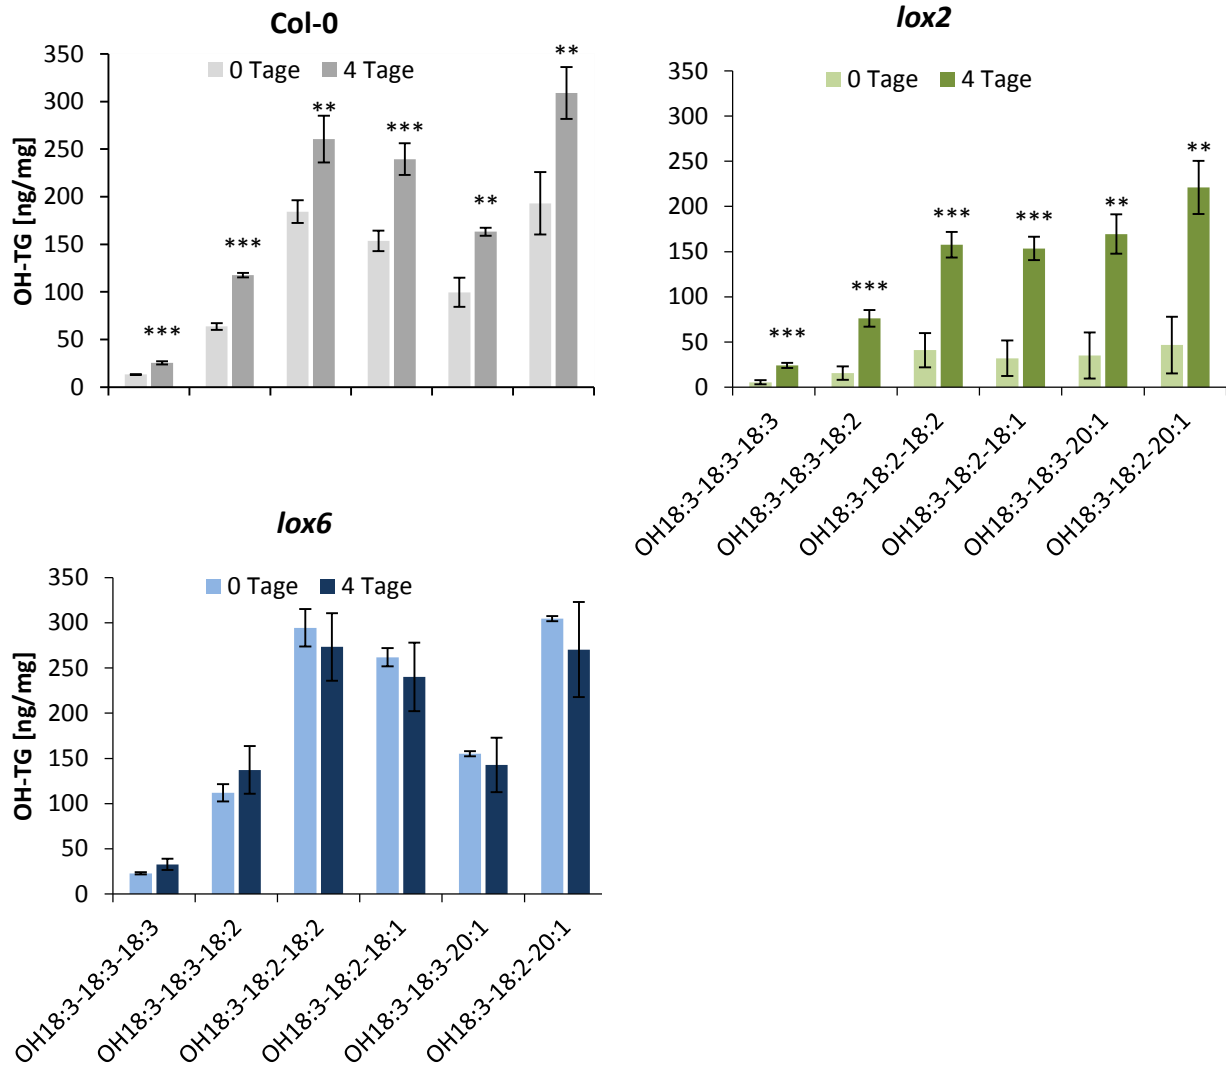 Col-0
0 Tage 4 Tage
OH-TG [ng/mg]
350
300
250
200
150
100
50
0
***
***
**
***
**
**
lox2
0 Tage 4 Tage
350
300
250
200
150
100
50
0
***
***
***
***
**
**
OH18:3-18:3-18:3
OH18:3-18:3-18:2
OH18:3-18:2-18:2
OH18:3-18:2-18:1
OH18:3-18:3-20:1
OH18:3-18:2-20:1
lox6
0 Tage 4 Tage
OH-TG [ng/mg]
350
300
250
200
150
100
50
0
OH18:3-18:3-18:3
OH18:3-18:3-18:2
OH18:3-18:2-18:2
OH18:3-18:2-18:1
OH18:3-18:3-20:1
OH18:3-18:2-20:1